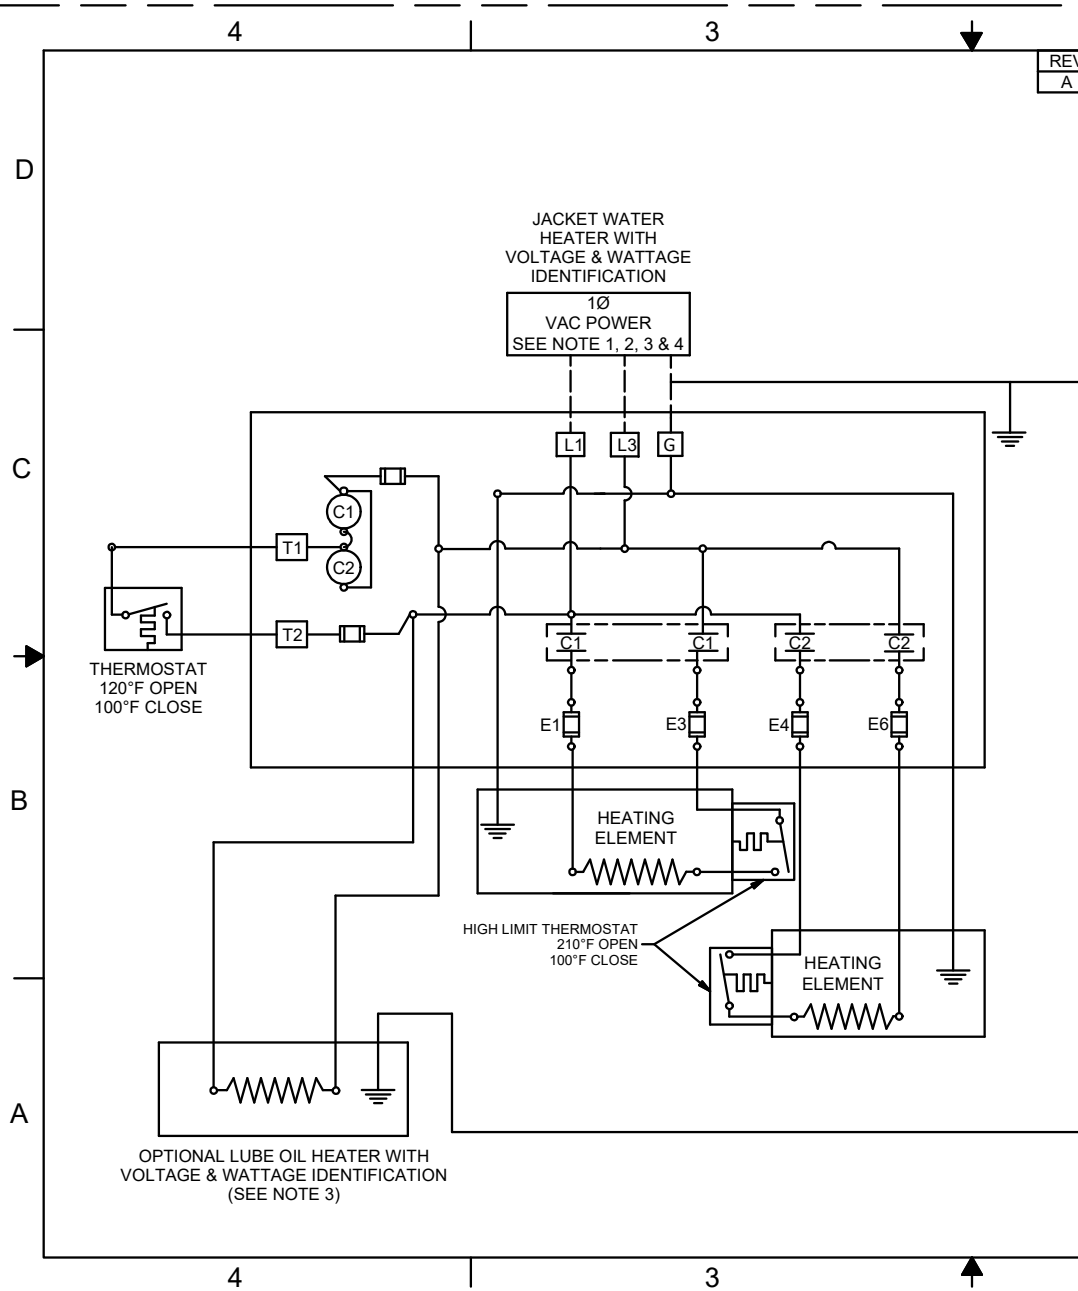 4
3
REV
A
D
JACKET WATER
HEATER WITH
VOLTAGE & WATTAGE
IDENTIFICATION
1Ø
VAC POWER
SEE NOTE 1, 2, 3 & 4
L1
L3
G
C
C1
T1
C2
T2
C1
C1
C2
C2
THERMOSTAT
120°F OPEN
100°F CLOSE
E1
E3
E4
E6
B
HEATING
ELEMENT
HIGH LIMIT THERMOSTAT
210°F OPEN
100°F CLOSE
HEATING
ELEMENT
A
OPTIONAL LUBE OIL HEATER WITH
VOLTAGE & WATTAGE IDENTIFICATION
(SEE NOTE 3)
4
3